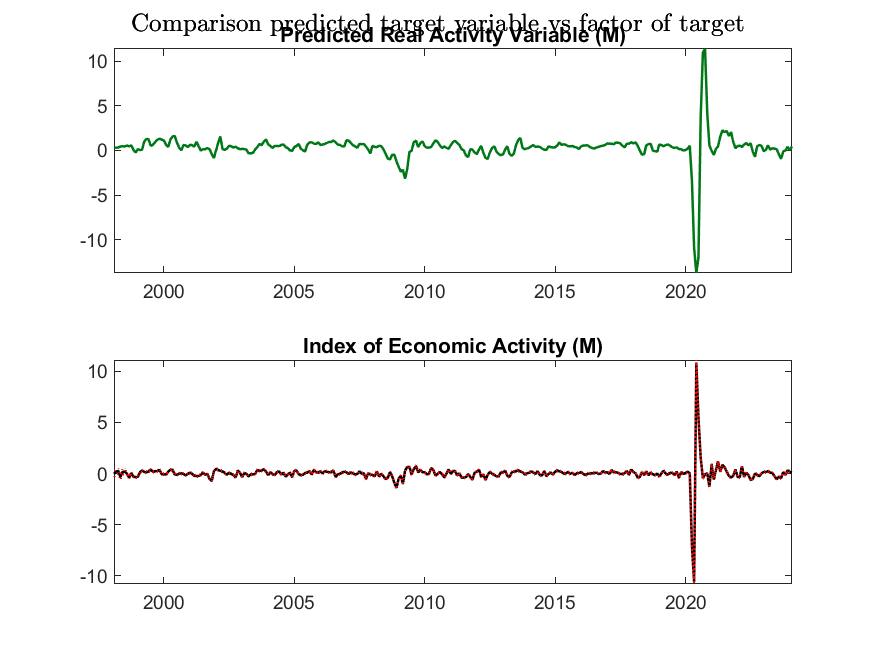 Comparison predicted target variable vs factor of target
Predicted Real Activity Variable (M)
10
5
0
-5
-10
2000 2005 2010 2015 2020
Index of Economic Activity (M)
10
5
0
-5
-10
2000 2005 2010 2015 2020